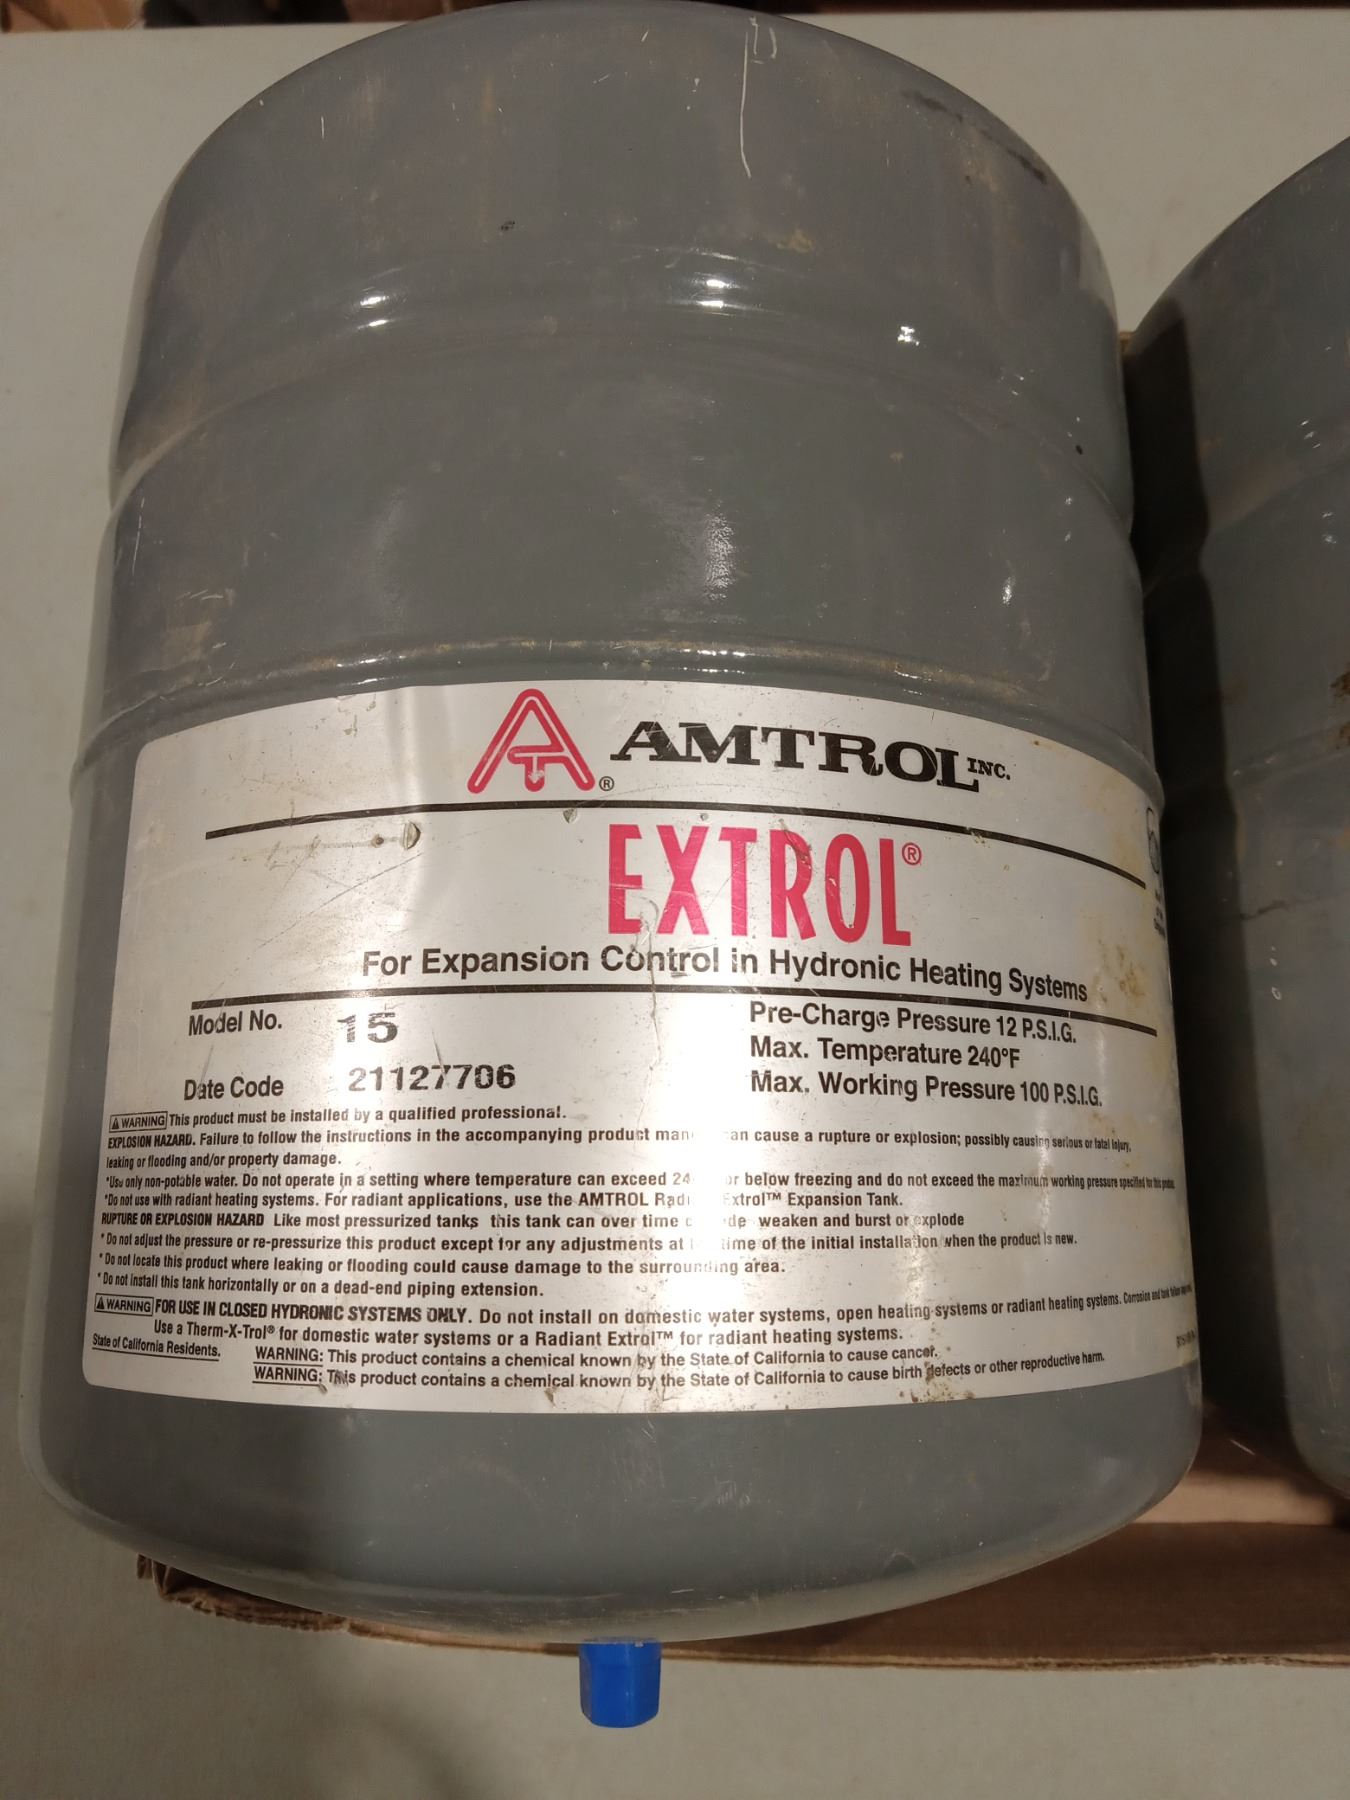 AMTROL INC.
EXTROL®
For Expansion Control in Hydronic Heating Systems
Model No. 15
Date Code 21127706
Pre-Charge Pressure 12 P.S.I.G.
Max. Temperature 240°F
Max. Working Pressure 100 P.S.I.G.
WARNING This product must be installed by a qualified professional.
EXPLOSION HAZARD. Failure to follow the instructions in the accompanying product man an cause a rupture or explosion; possibly causing serious or fatal injury,
leaking or flooding and/or property damage.
*Use only non-potable water. Do not operate in a setting where temperature can exceed 24 or below freezing and do not exceed the maximum working pressure specified for this product.
*Do not use with radiant heating systems. For radiant applications, use the AMTROL Radi Extrol™ Expansion Tank.
RUPTURE OR EXPLOSION HAZARD Like most pressurized tanks this tank can over time weaken and burst or explode
* Do not adjust the pressure or re-pressurize this product except for any adjustments at time of the initial installation when the product is new.
* Do not locate this product where leaking or flooding could cause damage to the surrounding area.
* Do not install this tank horizontally or on a dead-end piping extension.
WARNING FOR USE IN CLOSED HYDRONIC SYSTEMS ONLY. Do not install on domestic water systems, open heating systems or radiant heating systems. Corrosion and tank failure
Use a Therm-X-Trol® for domestic water systems or a Radiant Extrol™ for radiant heating systems.
State of California Residents. WARNING: This product contains a chemical known by the State of California to cause cancer.
WARNING: This product contains a chemical known by the State of California to cause birth defects or other reproductive harm.